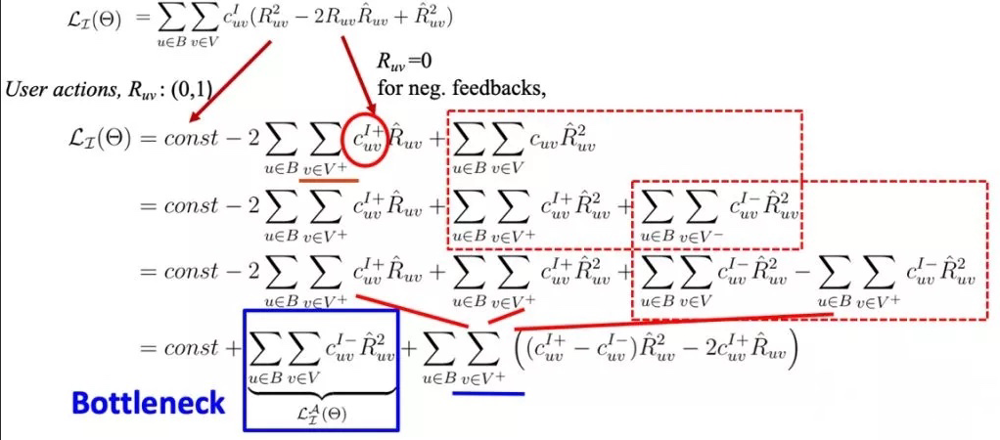 ℒ_ℐ(Θ) = ∑_{u∈B} ∑_{v∈V} c^I_{uv}(R²_{uv} − 2R_{uv}R̂_{uv} + R̂²_{uv})
R_{uv}=0
User actions, R_{uv}: (0,1)
for neg. feedbacks,
ℒ_ℐ(Θ) = const − 2 ∑_{u∈B} ∑_{v∈V⁺} c^{I+}_{uv} R̂_{uv} + ∑_{u∈B} ∑_{v∈V} c_{uv} R̂²_{uv}
= const − 2 ∑_{u∈B} ∑_{v∈V⁺} c^{I+}_{uv} R̂_{uv} + ∑_{u∈B} ∑_{v∈V⁺} c^{I+}_{uv} R̂²_{uv} + ∑_{u∈B} ∑_{v∈V⁻} c^{I−}_{uv} R̂²_{uv}
= const − 2 ∑_{u∈B} ∑_{v∈V⁺} c^{I+}_{uv} R̂_{uv} + ∑_{u∈B} ∑_{v∈V⁺} c^{I+}_{uv} R̂²_{uv} + ∑_{u∈B} ∑_{v∈V} c^{I−}_{uv} R̂²_{uv} − ∑_{u∈B} ∑_{v∈V⁺} c^{I−}_{uv} R̂²_{uv}
= const + ∑_{u∈B} ∑_{v∈V} c^{I−}_{uv} R̂²_{uv} + ∑_{u∈B} ∑_{v∈V⁺} ((c^{I+}_{uv} − c^{I−}_{uv})R̂²_{uv} − 2c^{I+}_{uv} R̂_{uv})
Bottleneck
ℒ^𝒜_ℐ(Θ)